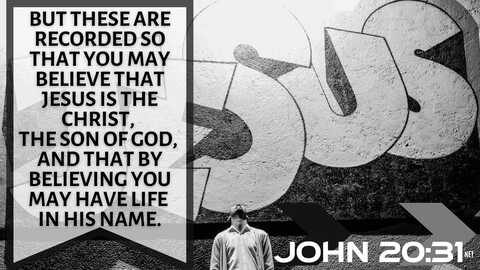 BUT THESE ARE
RECORDED SO
THAT YOU MAY
BELIEVE THAT
JESUS IS THE
CHRIST,
THE SON OF GOD,
AND THAT BY
BELIEVING YOU
MAY HAVE LIFE
IN HIS NAME.
JESUS
JOHN 20:31 NET